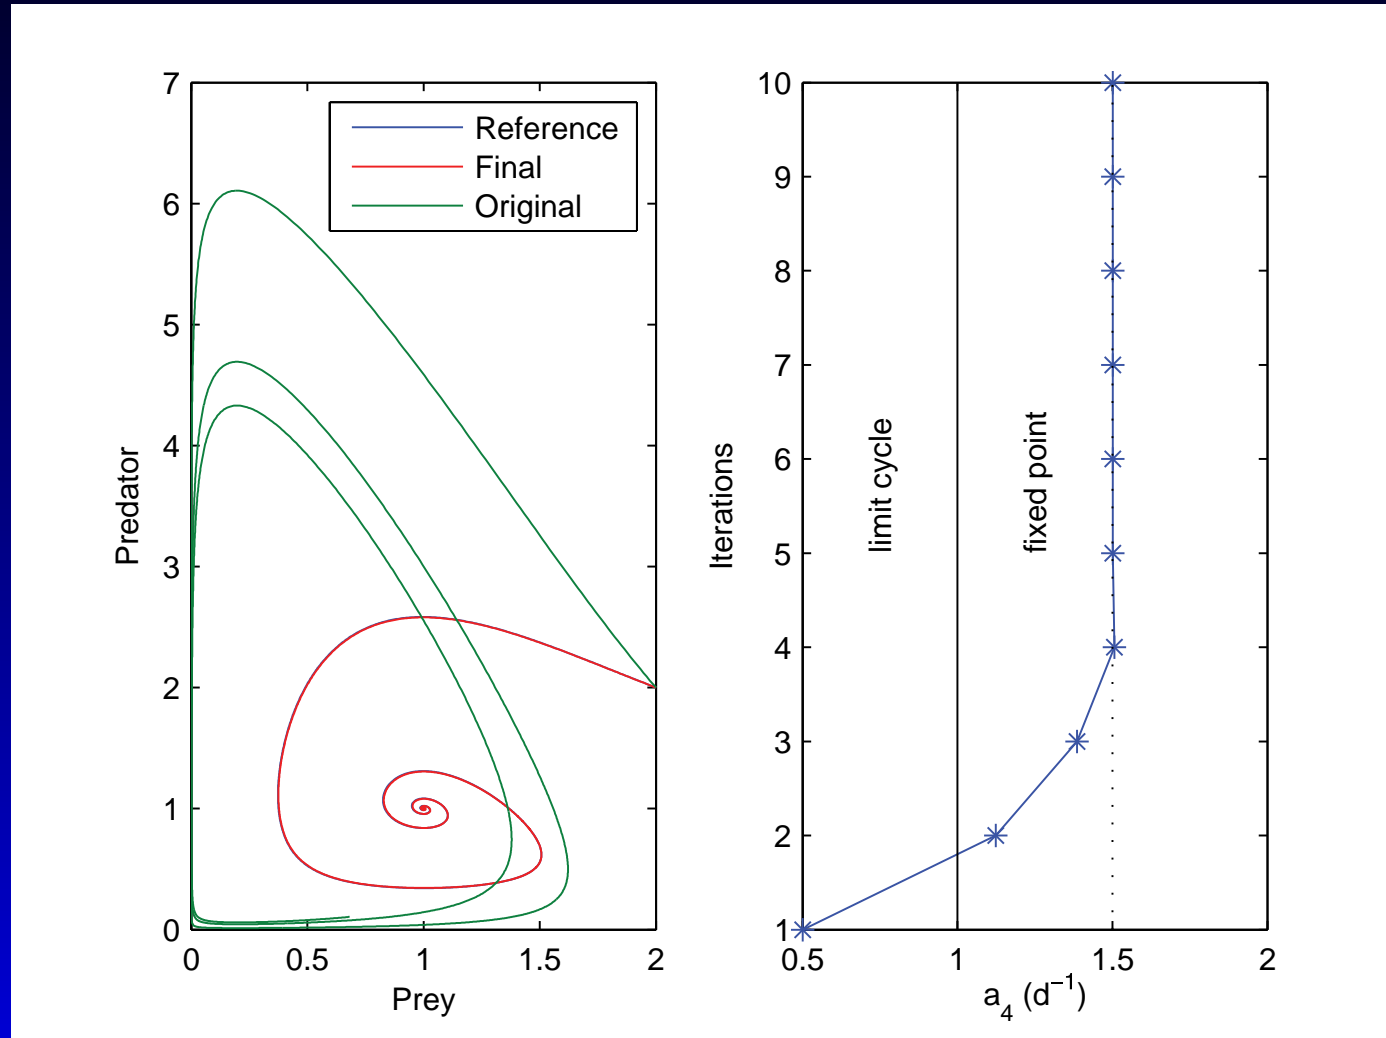 7
6
5
4
3
2
1
0
Predator
Reference
Final
Original
0 0.5 1 1.5 2
Prey
10
9
8
7
6
5
4
3
2
1
Iterations
limit cycle
fixed point
0.5 1 1.5 2
a₄ (d⁻¹)